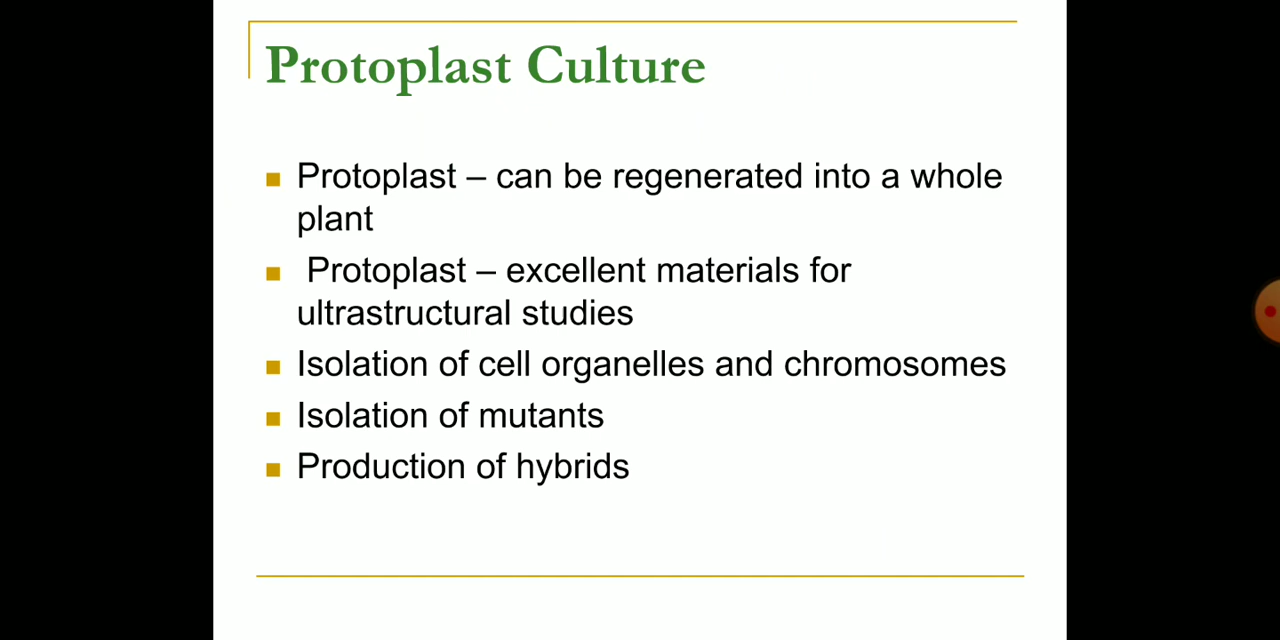 Protoplast Culture
Protoplast – can be regenerated into a whole
plant
Protoplast – excellent materials for
ultrastructural studies
Isolation of cell organelles and chromosomes
Isolation of mutants
Production of hybrids